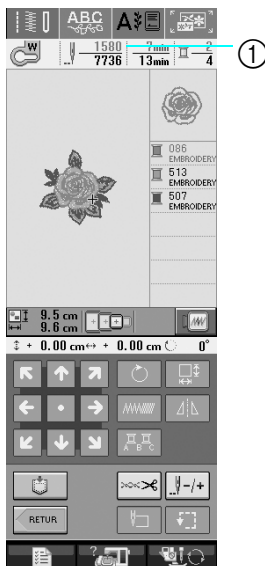 ABC A
W 1580 7min 2 ①
7736 13min 4
086
EMBROIDERY
513
EMBROIDERY
507
EMBROIDERY
9.5 cm
9.6 cm
+ 0.00 cm + 0.00 cm 0°
A B C
-/+
RETUR
?